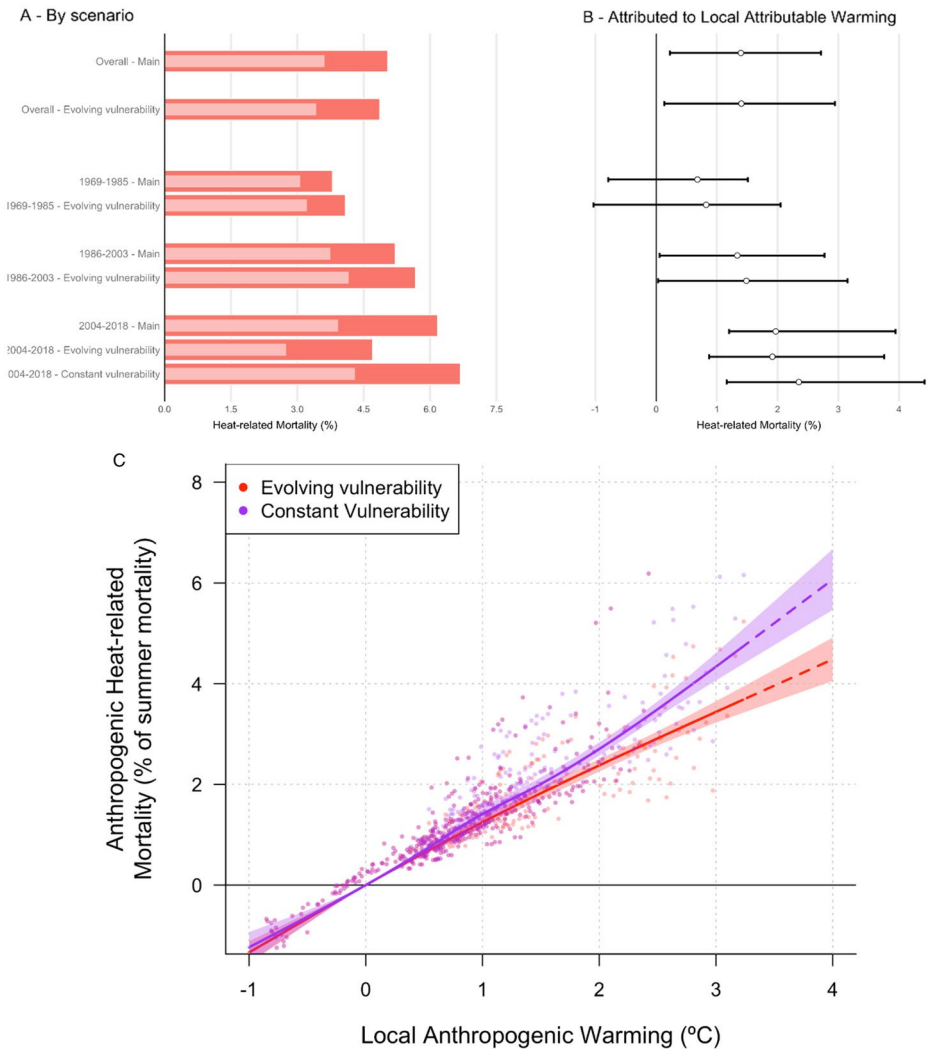 A - By scenario
Overall - Main
Overall - Evolving vulnerability
1969-1985 - Main
1969-1985 - Evolving vulnerability
1986-2003 - Main
1986-2003 - Evolving vulnerability
2004-2018 - Main
2004-2018 - Evolving vulnerability
004-2018 - Constant vulnerability
0.0 1.5 3.0 4.5 6.0 7.5
Heat-related Mortality (%)
B - Attributed to Local Attributable Warming
-1 0 1 2 3 4
Heat-related Mortality (%)
C
Evolving vulnerability
Constant Vulnerability
Anthropogenic Heat-related
Mortality (% of summer mortality)
8
6
4
2
0
-1 0 1 2 3 4
Local Anthropogenic Warming (ºC)